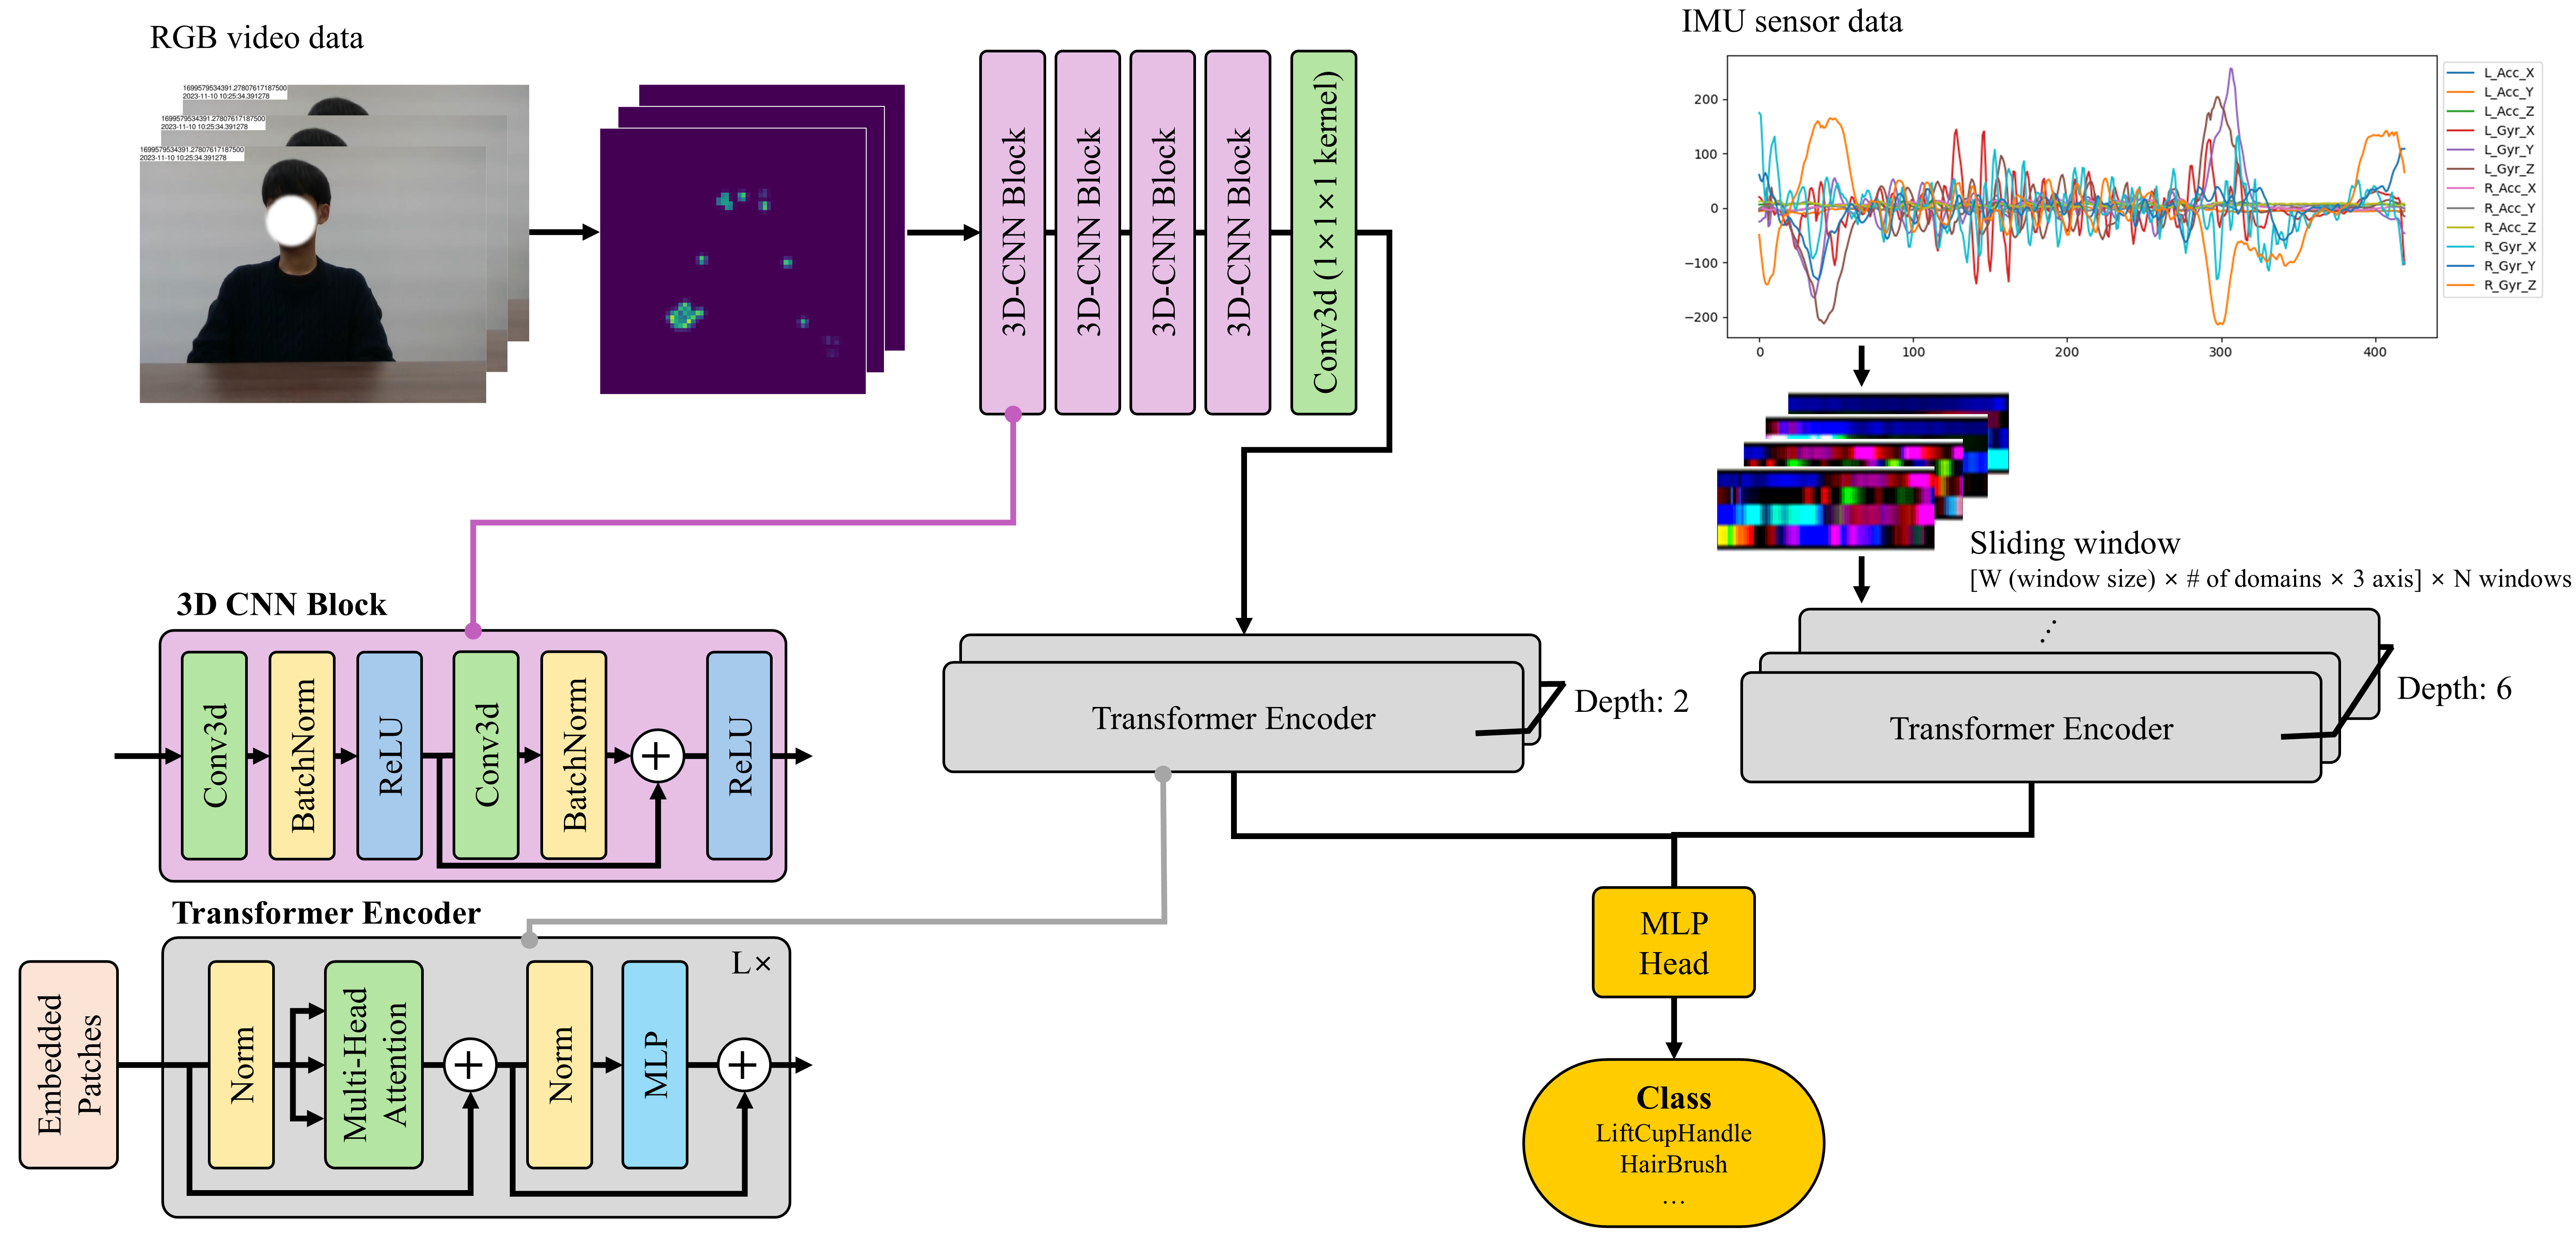 RGB video data
1699579534391.27807617187500
2023-11-10 10:25:34.391278
1699579534391.27807617187500
2023-11-10 10:25:34.391278
1699579534391.27807617187500
2023-11-10 10:25:34.391278
3D-CNN Block
3D-CNN Block
3D-CNN Block
3D-CNN Block
Conv3d (1×1×1 kernel)
IMU sensor data
200
100
0
−100
−200
0
100
200
300
400
L_Acc_X
L_Acc_Y
L_Acc_Z
L_Gyr_X
L_Gyr_Y
L_Gyr_Z
R_Acc_X
R_Acc_Y
R_Acc_Z
R_Gyr_X
R_Gyr_Y
R_Gyr_Z
Sliding window
[W (window size) × # of domains × 3 axis] × N windows
3D CNN Block
Conv3d
BatchNorm
ReLU
Conv3d
BatchNorm
+
ReLU
Transformer Encoder
Depth: 2
⋰
Transformer Encoder
Depth: 6
Transformer Encoder
L×
Embedded
Patches
Norm
Multi-Head
Attention
+
Norm
MLP
+
MLP
Head
Class
LiftCupHandle
HairBrush
…